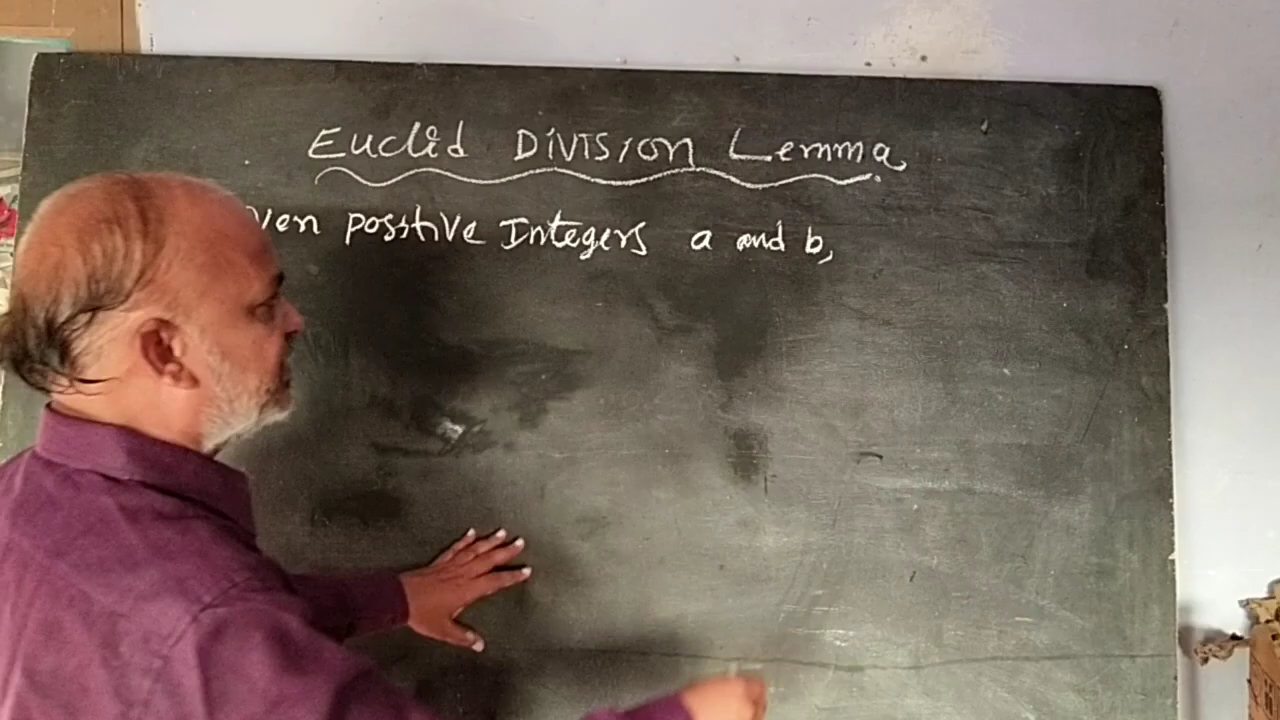 Euclid DIVISION Lemma
ven positive Integers a and b,